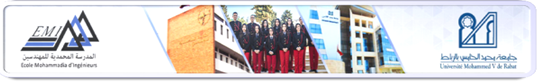 EMI
المدرسة المحمدية للمهندسين
Ecole Mohammadia d'Ingénieurs
جامعة محمد الخامس بالرباط
Université Mohammed V de Rabat